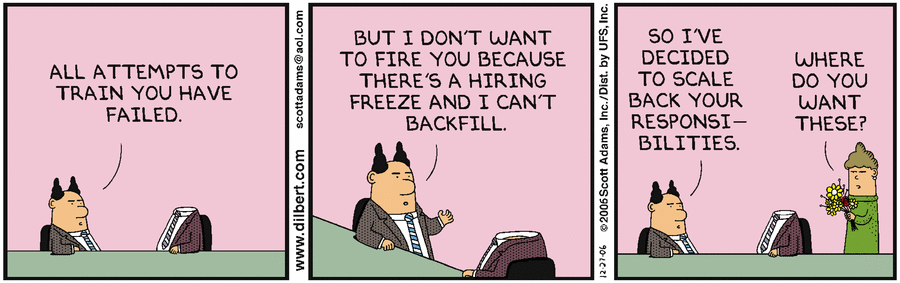 ALL ATTEMPTS TO
TRAIN YOU HAVE
FAILED.
www.dilbert.com scottadams@aol.com
BUT I DON'T WANT
TO FIRE YOU BECAUSE
THERE'S A HIRING
FREEZE AND I CAN'T
BACKFILL.
12-27-06 ©2006 Scott Adams, Inc./Dist. by UFS, Inc.
SO I'VE
DECIDED
TO SCALE
BACK YOUR
RESPONSI-
BILITIES.
WHERE
DO YOU
WANT
THESE?